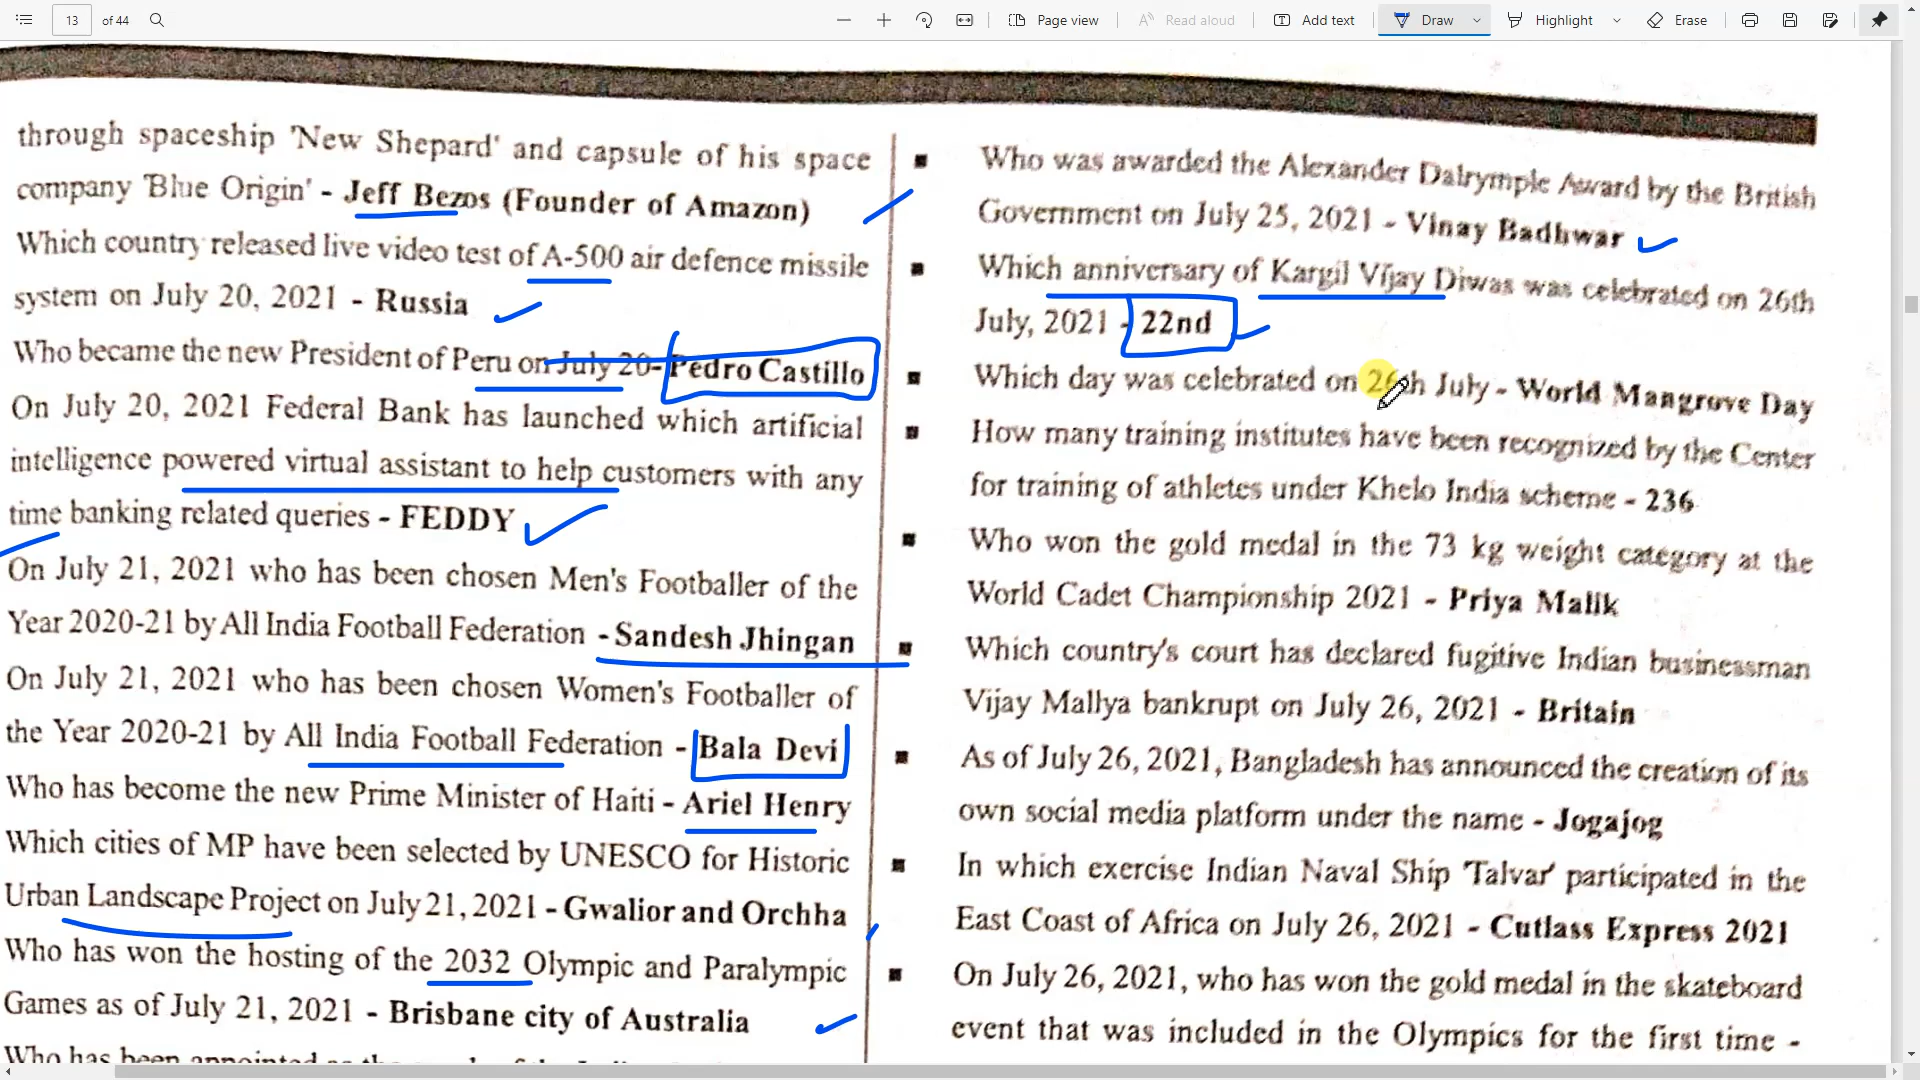 13 of 44 Page view Read aloud Add text Draw Highlight Erase
through spaceship 'New Shepard' and capsule of his space
company 'Blue Origin' - Jeff Bezos (Founder of Amazon)
Which country released live video test of A-500 air defence missile
system on July 20, 2021 - Russia
Who became the new President of Peru on July 20- Pedro Castillo
On July 20, 2021 Federal Bank has launched which artificial
intelligence powered virtual assistant to help customers with any
time banking related queries - FEDDY
On July 21, 2021 who has been chosen Men's Footballer of the
Year 2020-21 by All India Football Federation - Sandesh Jhingan
On July 21, 2021 who has been chosen Women's Footballer of
the Year 2020-21 by All India Football Federation - Bala Devi
Who has become the new Prime Minister of Haiti - Ariel Henry
Which cities of MP have been selected by UNESCO for Historic
Urban Landscape Project on July 21, 2021 - Gwalior and Orchha
Who has won the hosting of the 2032 Olympic and Paralympic
Games as of July 21, 2021 - Brisbane city of Australia
Who has been appointed as the
Who was awarded the Alexander Dalrymple Award by the British
Government on July 25, 2021 - Vinay Badhwar
Which anniversary of Kargil Vijay Diwas was celebrated on 26th
July, 2021 - 22nd
Which day was celebrated on 26th July - World Mangrove Day
How many training institutes have been recognized by the Center
for training of athletes under Khelo India scheme - 236
Who won the gold medal in the 73 kg weight category at the
World Cadet Championship 2021 - Priya Malik
Which country's court has declared fugitive Indian businessman
Vijay Mallya bankrupt on July 26, 2021 - Britain
As of July 26, 2021, Bangladesh has announced the creation of its
own social media platform under the name - Jogajog
In which exercise Indian Naval Ship 'Talvar' participated in the
East Coast of Africa on July 26, 2021 - Cutlass Express 2021
On July 26, 2021, who has won the gold medal in the skateboard
event that was included in the Olympics for the first time -